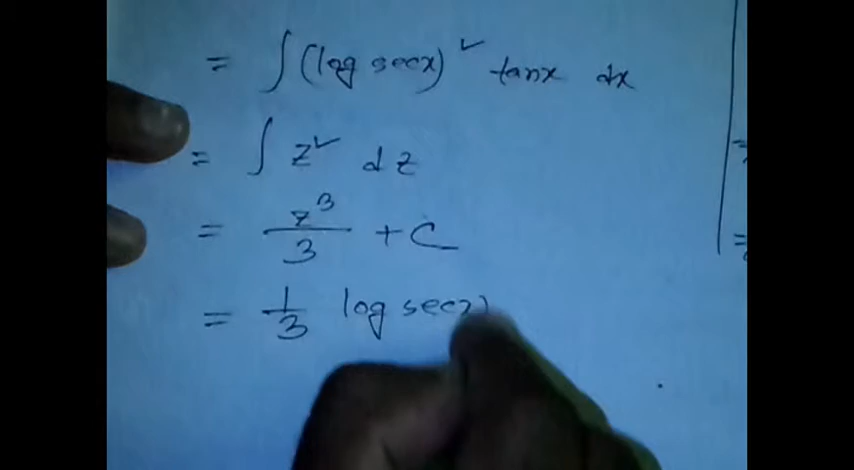 = ∫ (log secx)² tanx dx
= ∫ z² dz
= z³/3 + C
= 1/3 log secx